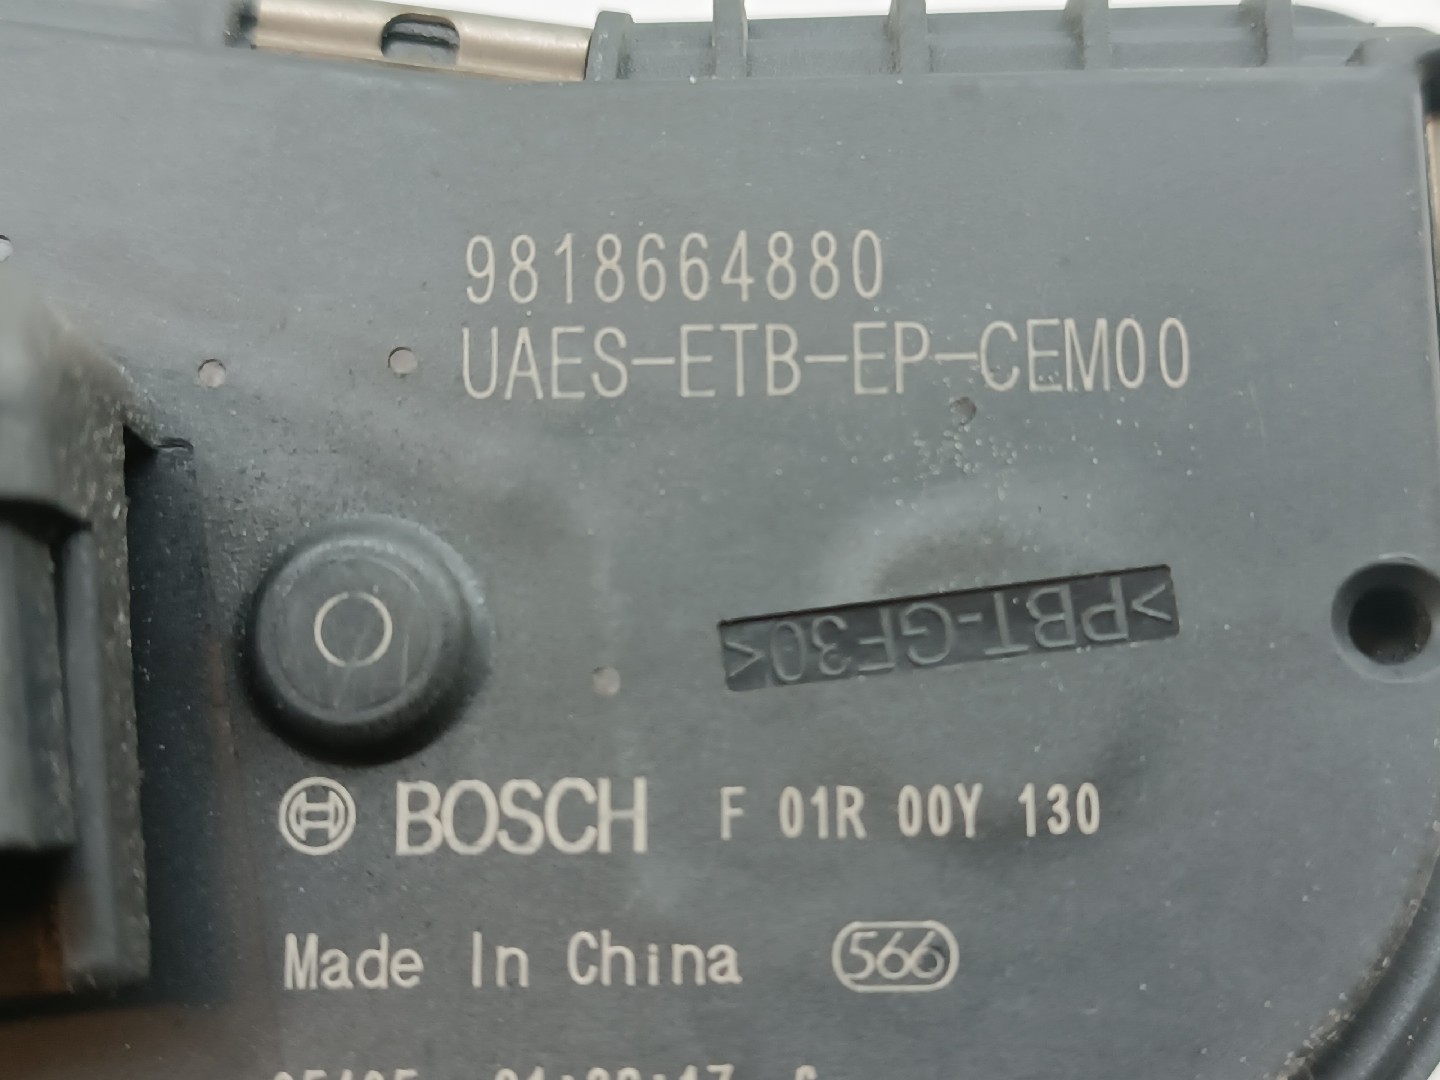 9818664880
UAES-ETB-EP-CEM00
>PBT-GF30<
BOSCH F 01R 00Y 130
Made In China 566